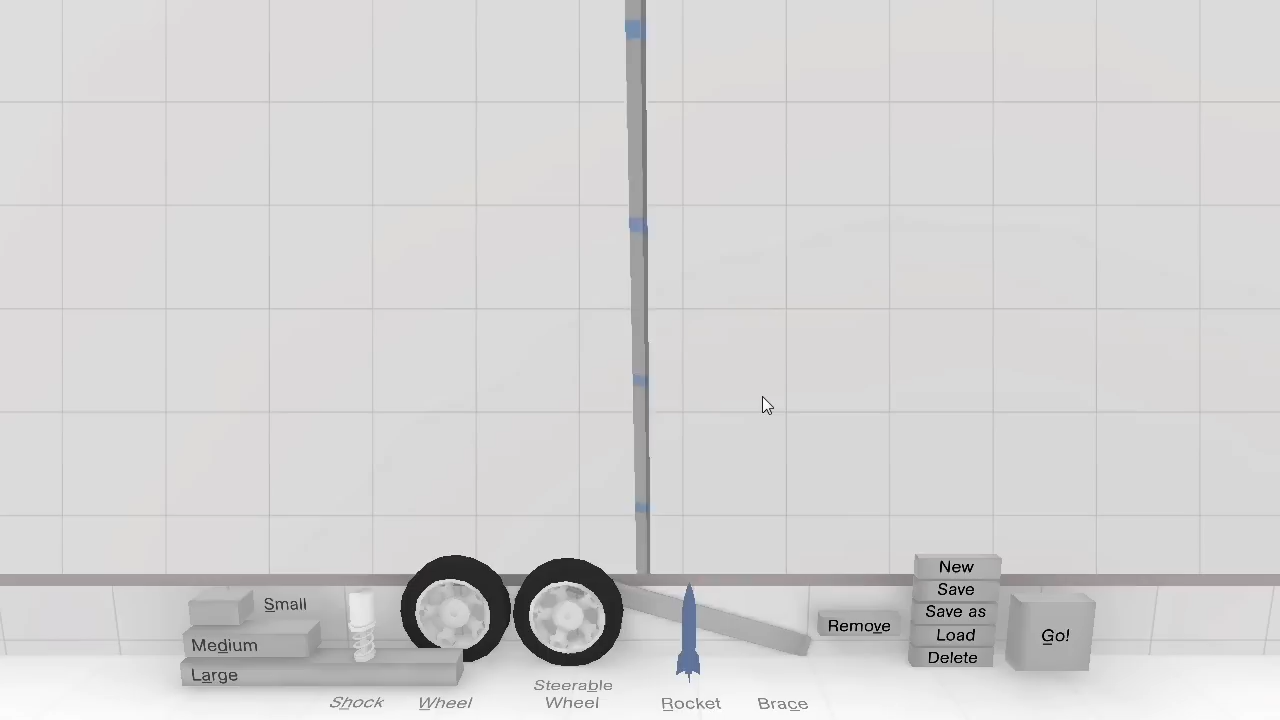 Small
Medium
Large
Shock
Wheel
Steerable
Wheel
Rocket
Brace
Remove
New
Save
Save as
Load
Delete
Go!